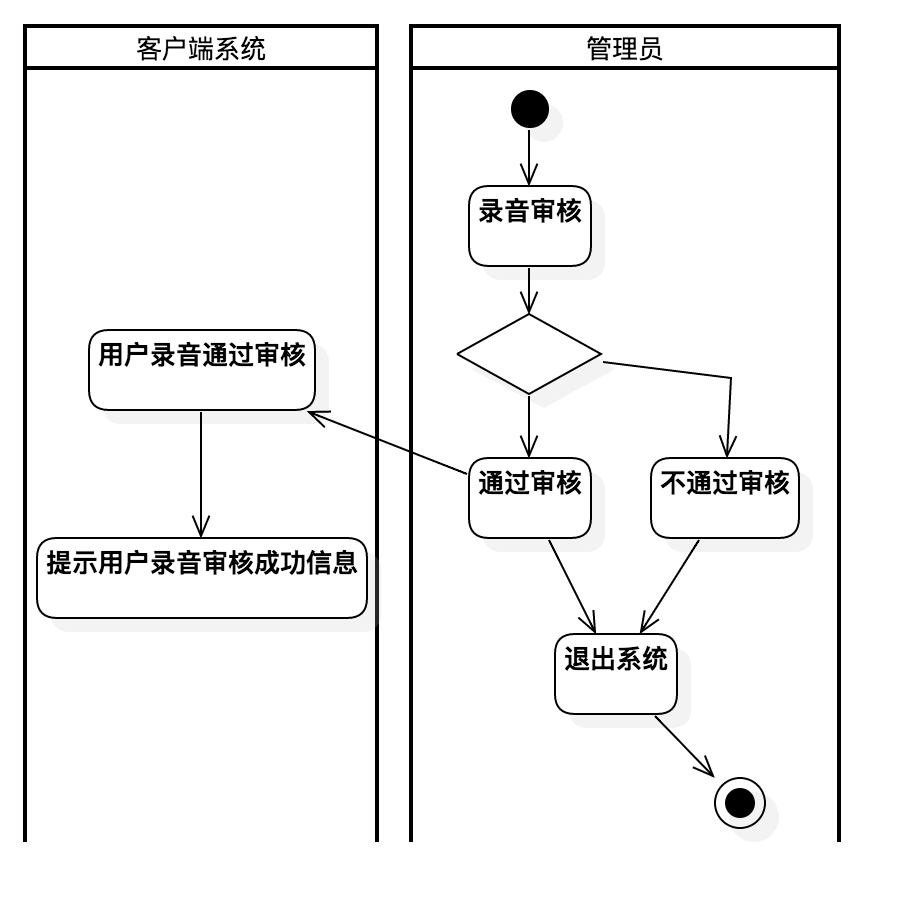 客户端系统
管理员
录音审核
用户录音通过审核
通过审核
不通过审核
提示用户录音审核成功信息
退出系统